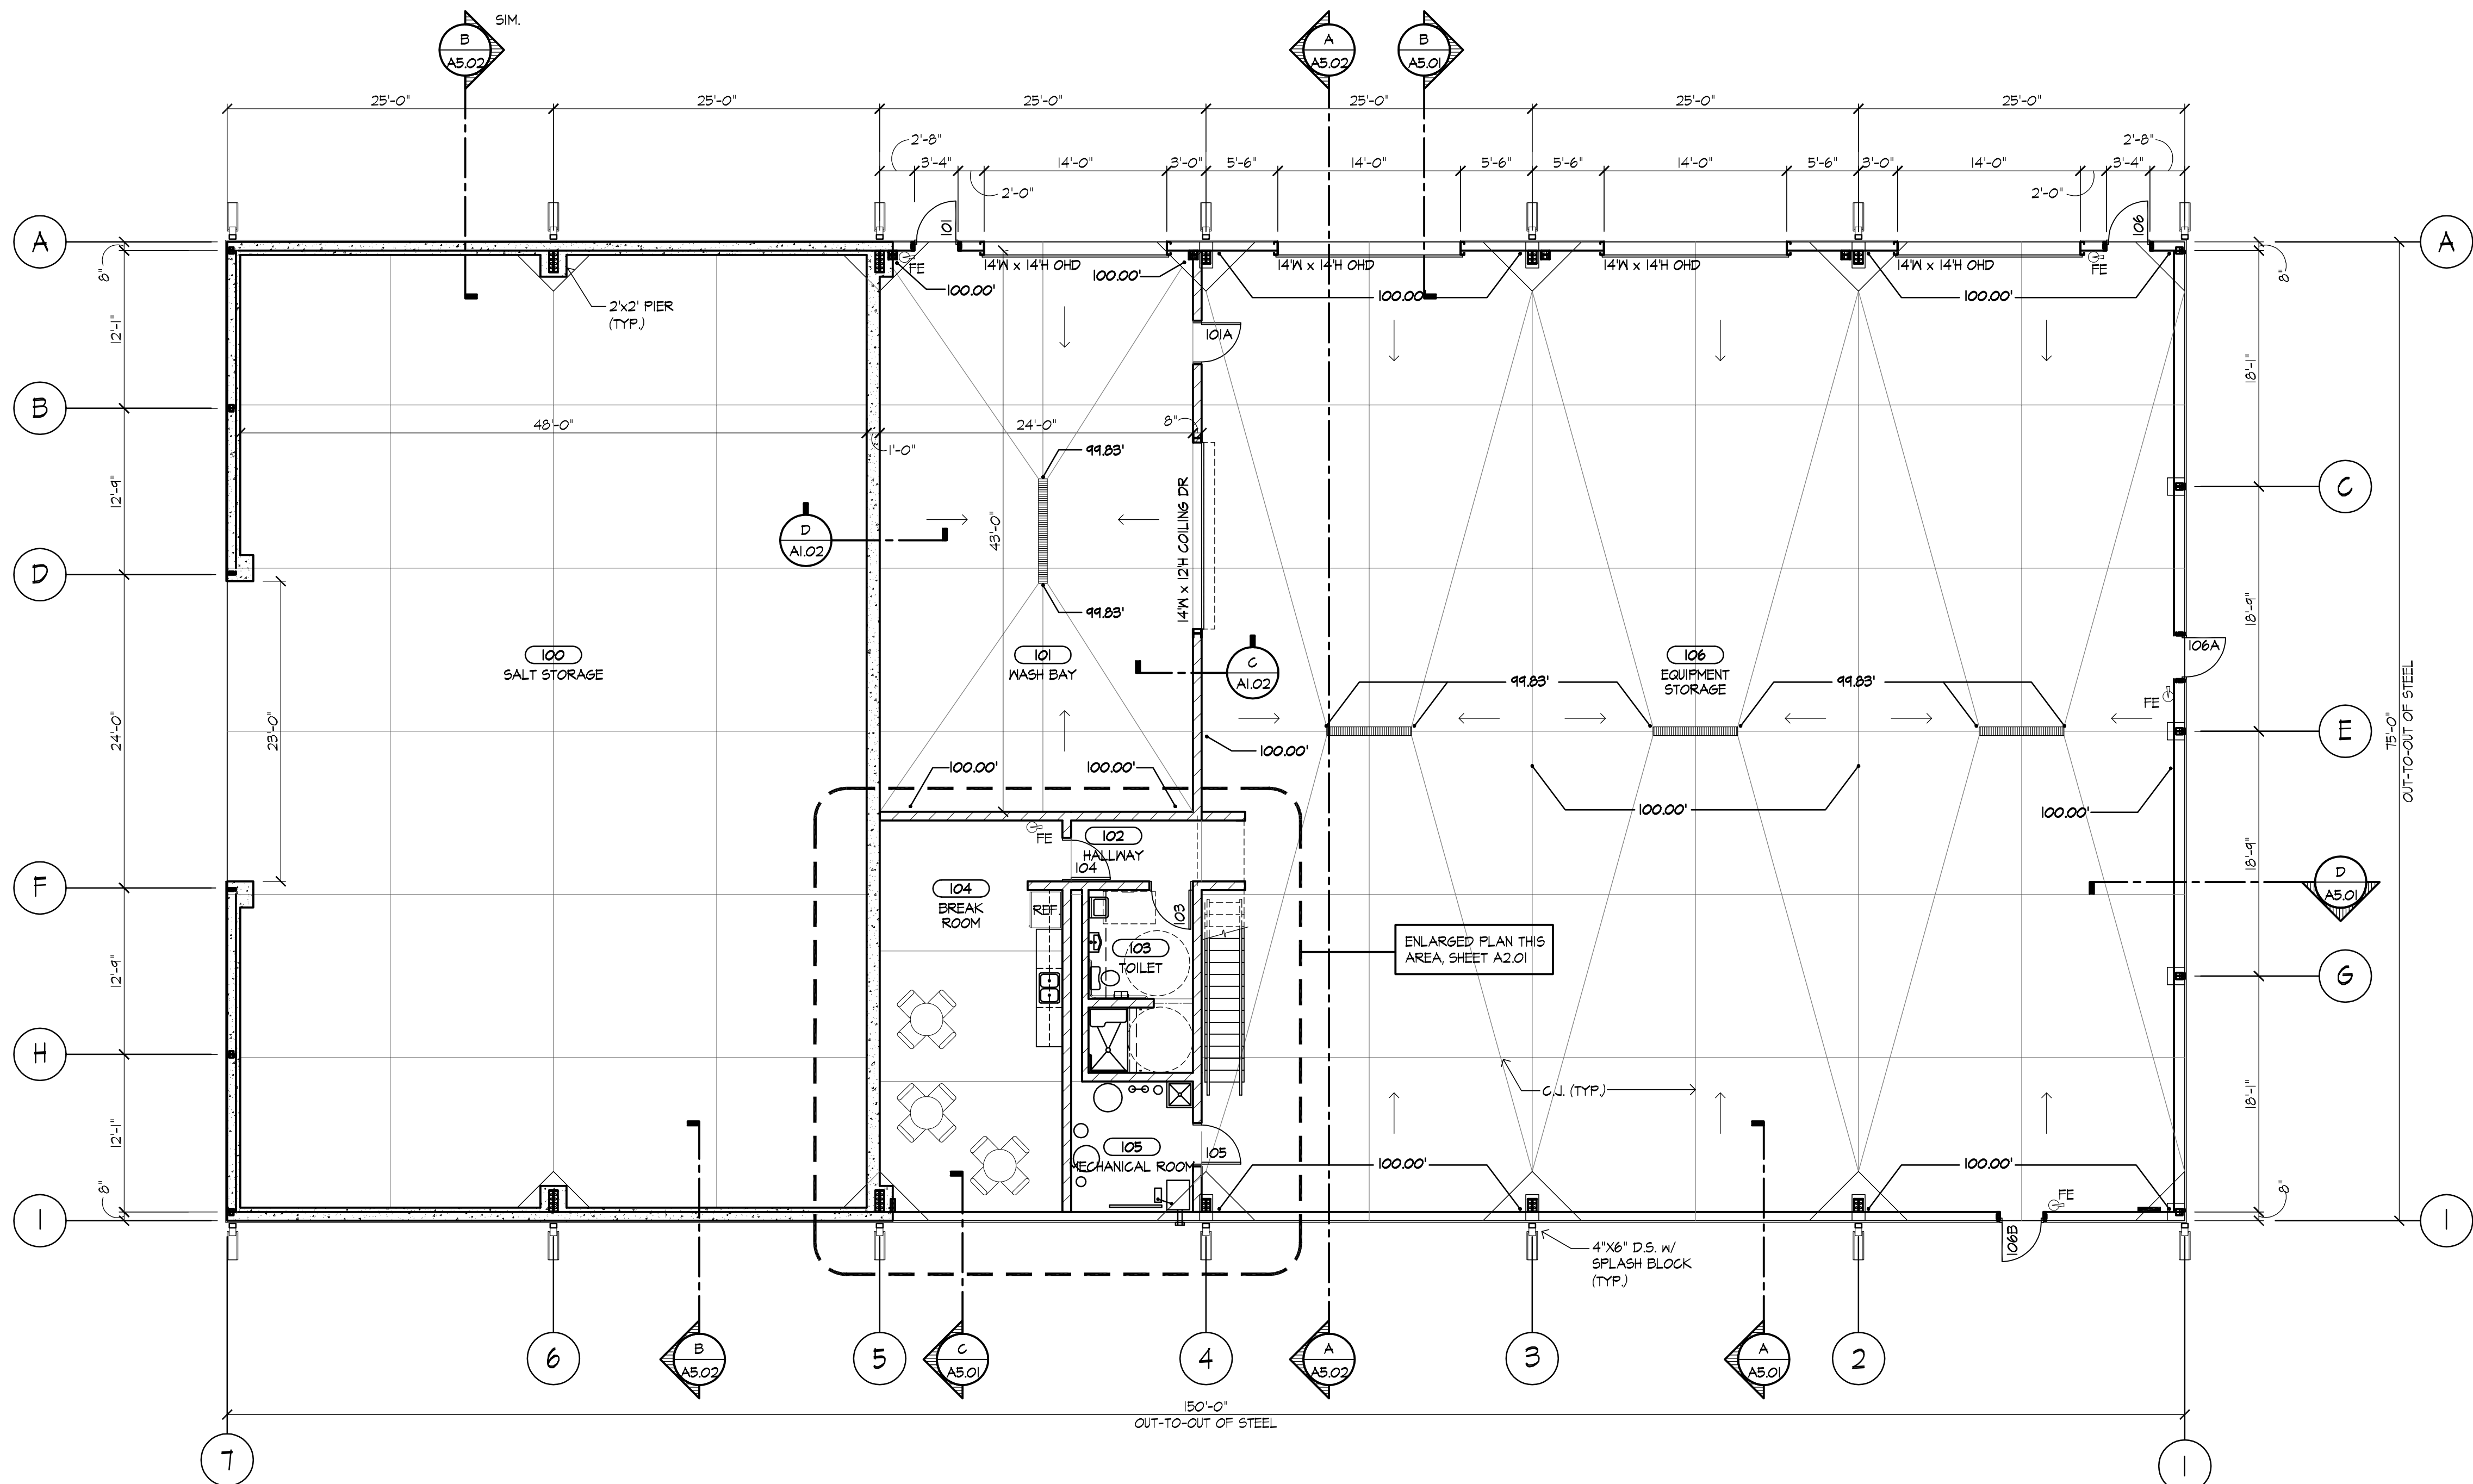 B
A5.02
SIM.
A
A5.02
B
A5.01
25'-0"
25'-0"
25'-0"
25'-0"
25'-0"
25'-0"
2'-8"
2'-8"
3'-4"
14'-0"
3'-0"
5'-6"
14'-0"
5'-6"
5'-6"
14'-0"
5'-6"
3'-0"
14'-0"
3'-4"
2'-0"
2'-0"
101
106
A
A
8"
8"
FE
14'W x 14'H OHD
14'W x 14'H OHD
14'W x 14'H OHD
14'W x 14'H OHD
FE
100.00'
100.00'
100.00'
100.00'
2'x2' PIER
(TYP.)
12'-1"
101A
18'-1"
B
48'-0"
24'-0"
8"
1'-0"
99.83'
12'-9"
C
14'W x 12'H COILING DR
D
A1.02
43'-0"
D
99.83'
18'-9"
106A
100
SALT STORAGE
101
WASH BAY
C
A1.02
106
EQUIPMENT
STORAGE
99.83'
99.83'
FE
23'-0"
24'-0"
E
75'-0"
OUT-TO-OUT OF STEEL
100.00'
100.00'
100.00'
100.00'
100.00'
FE
102
HALLWAY
104
18'-9"
F
104
BREAK
ROOM
REF.
103
D
A5.01
103
TOILET
ENLARGED PLAN THIS
AREA, SHEET A2.01
12'-9"
G
H
C.J. (TYP.)
12'-1"
18'-1"
105
MECHANICAL ROOM
105
100.00'
100.00'
8"
8"
FE
I
I
106B
4"X6" D.S. W/
SPLASH BLOCK
(TYP.)
6
B
A5.02
5
C
A5.01
4
A
A5.02
3
A
A5.01
2
150'-0"
OUT-TO-OUT OF STEEL
7
1